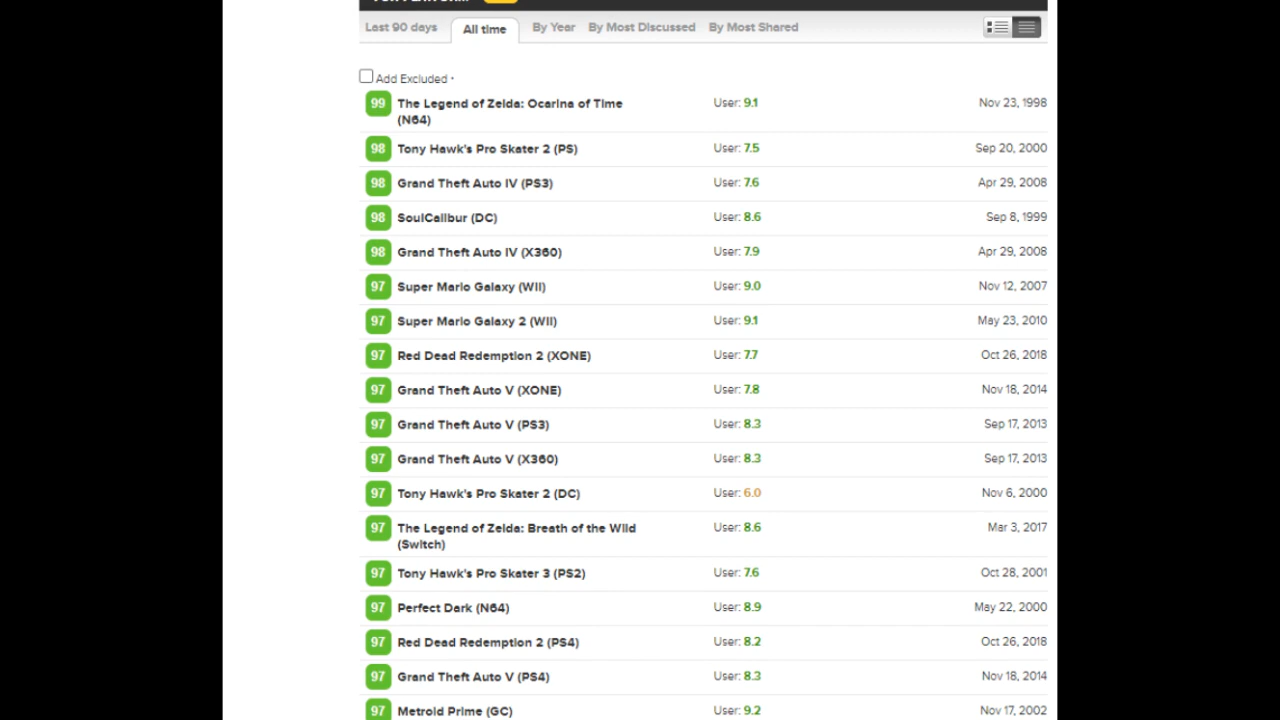 Last 90 days All time By Year By Most Discussed By Most Shared
Add Excluded
99 The Legend of Zelda: Ocarina of Time User: 9.1 Nov 23, 1998
(N64)
98 Tony Hawk's Pro Skater 2 (PS) User: 7.5 Sep 20, 2000
98 Grand Theft Auto IV (PS3) User: 7.6 Apr 29, 2008
98 SoulCalibur (DC) User: 8.6 Sep 8, 1999
98 Grand Theft Auto IV (X360) User: 7.9 Apr 29, 2008
97 Super Mario Galaxy (WII) User: 9.0 Nov 12, 2007
97 Super Mario Galaxy 2 (WII) User: 9.1 May 23, 2010
97 Red Dead Redemption 2 (XONE) User: 7.7 Oct 26, 2018
97 Grand Theft Auto V (XONE) User: 7.8 Nov 18, 2014
97 Grand Theft Auto V (PS3) User: 8.3 Sep 17, 2013
97 Grand Theft Auto V (X360) User: 8.3 Sep 17, 2013
97 Tony Hawk's Pro Skater 2 (DC) User: 6.0 Nov 6, 2000
97 The Legend of Zelda: Breath of the Wild User: 8.6 Mar 3, 2017
(Switch)
97 Tony Hawk's Pro Skater 3 (PS2) User: 7.6 Oct 28, 2001
97 Perfect Dark (N64) User: 8.9 May 22, 2000
97 Red Dead Redemption 2 (PS4) User: 8.2 Oct 26, 2018
97 Grand Theft Auto V (PS4) User: 8.3 Nov 18, 2014
97 Metroid Prime (GC) User: 9.2 Nov 17, 2002